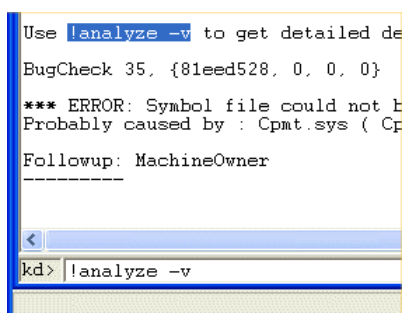 Use !analyze -v to get detailed de
BugCheck 35, {81eed528, 0, 0, 0}
*** ERROR: Symbol file could not b
Probably caused by : Cpmt.sys ( Cp
Followup: MachineOwner
---------
kd> !analyze -v